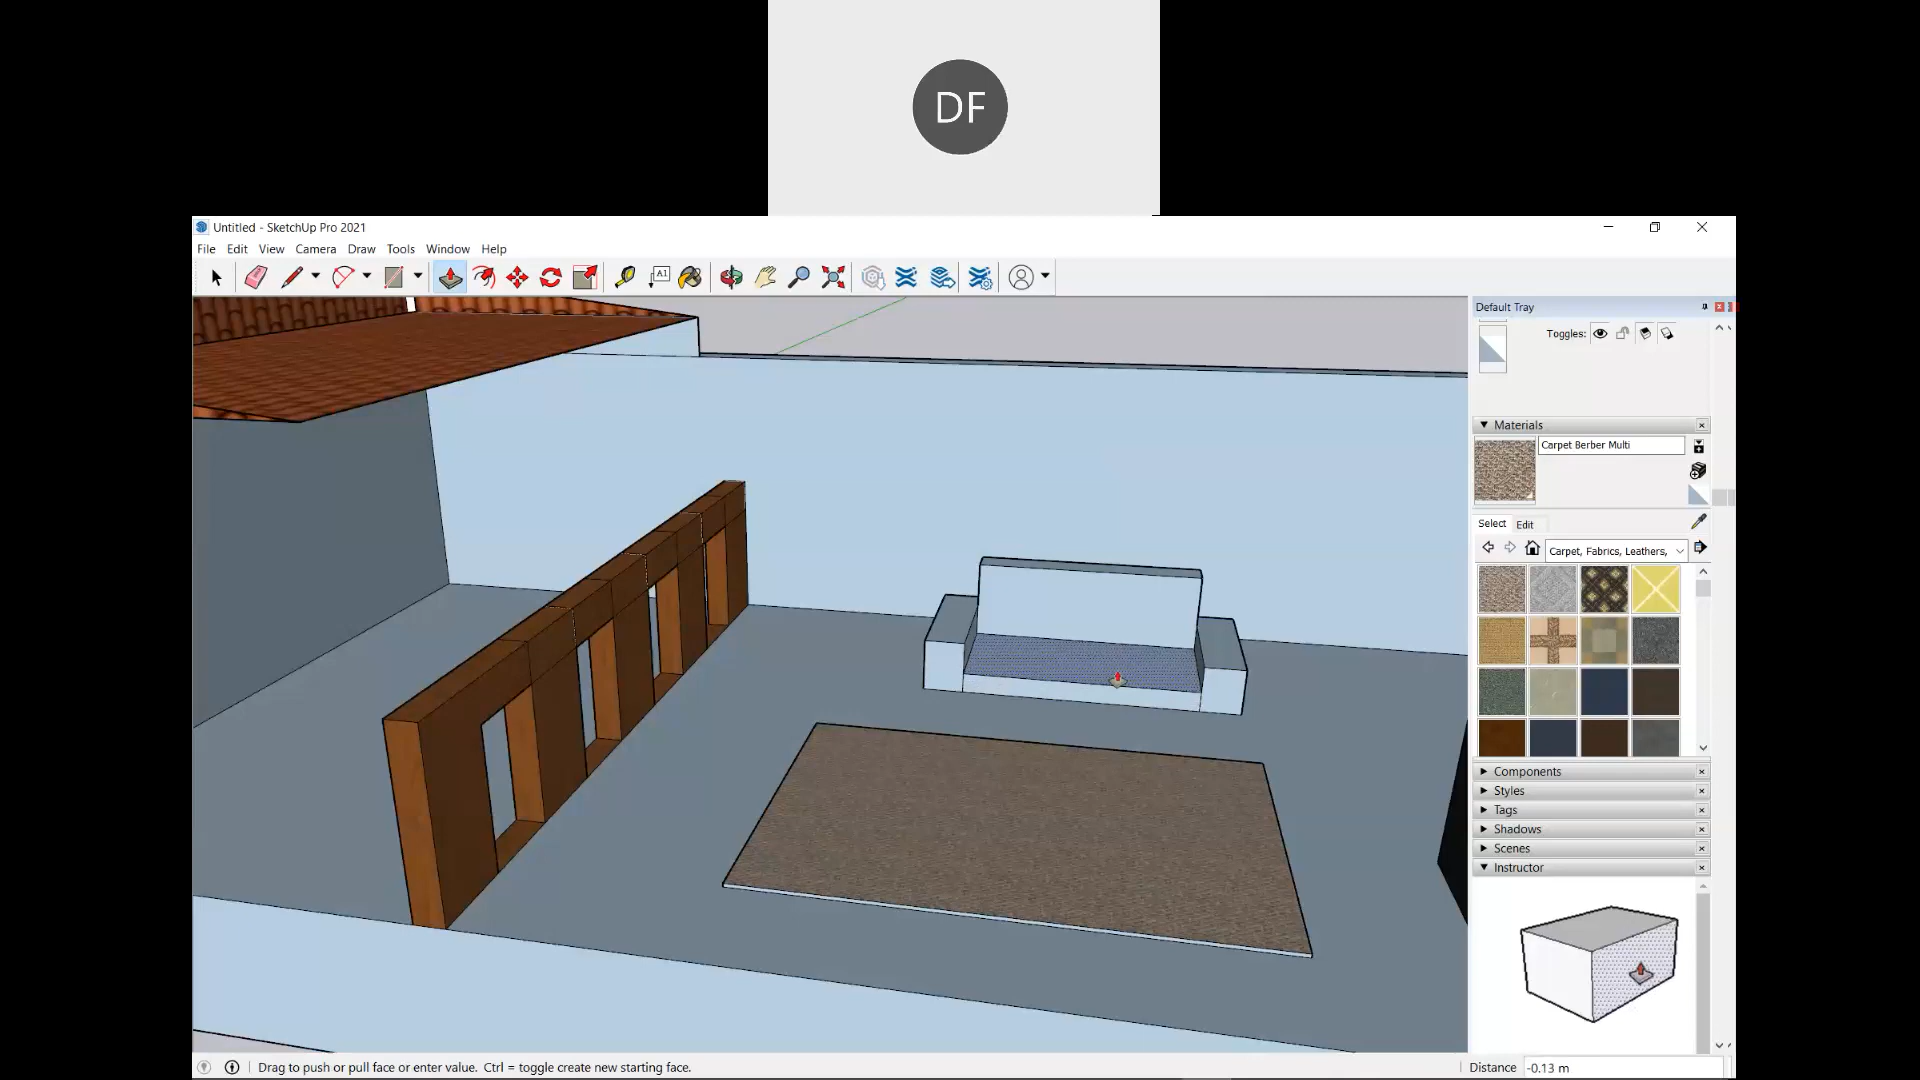 DF
Untitled - SketchUp Pro 2021
File Edit View Camera Draw Tools Window Help
A1
Default Tray
Toggles:
Materials
Carpet Berber Multi
Select Edit
Carpet, Fabrics, Leathers,
Components
Styles
Tags
Shadows
Scenes
Instructor
Drag to push or pull face or enter value. Ctrl = toggle create new starting face.
Distance -0.13 m